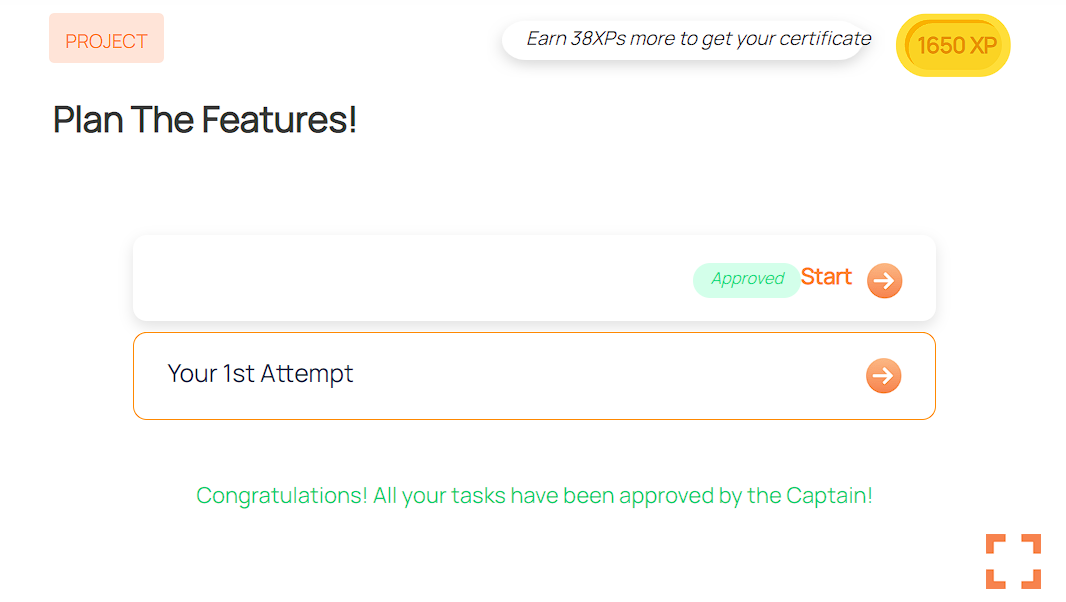 PROJECT
Earn 38XPs more to get your certificate
1650 XP
Plan The Features!
Approved
Start
Your 1st Attempt
Congratulations! All your tasks have been approved by the Captain!